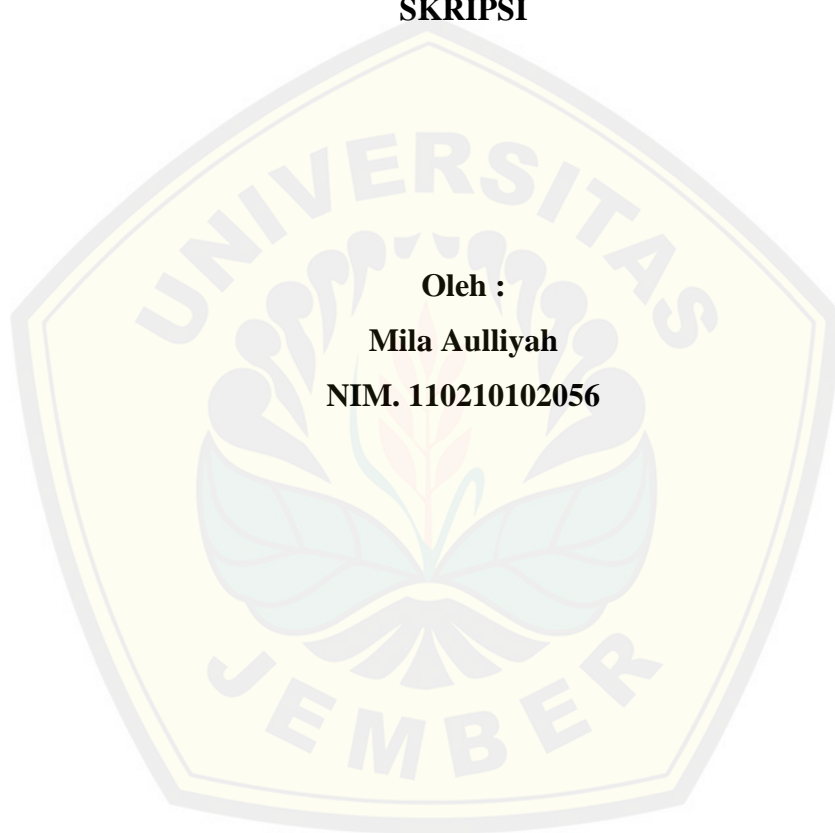 SKRIPSI
UNIVERSITAS
Oleh :
Mila Aulliyah
NIM. 110210102056
JEMBER